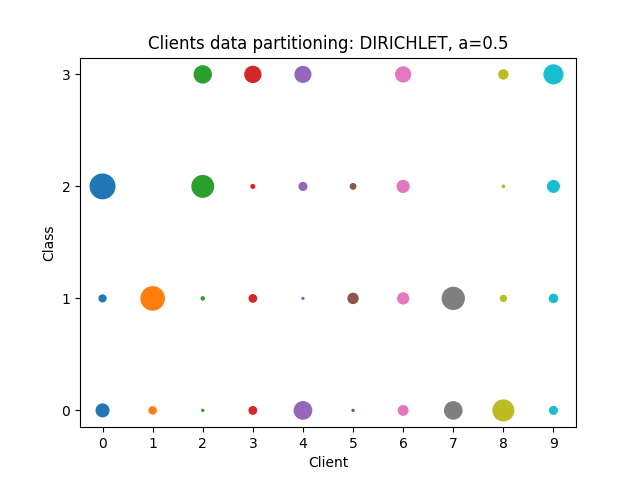 Clients data partitioning: DIRICHLET, a=0.5
3
2
1
0
Class
0 1 2 3 4 5 6 7 8 9
Client